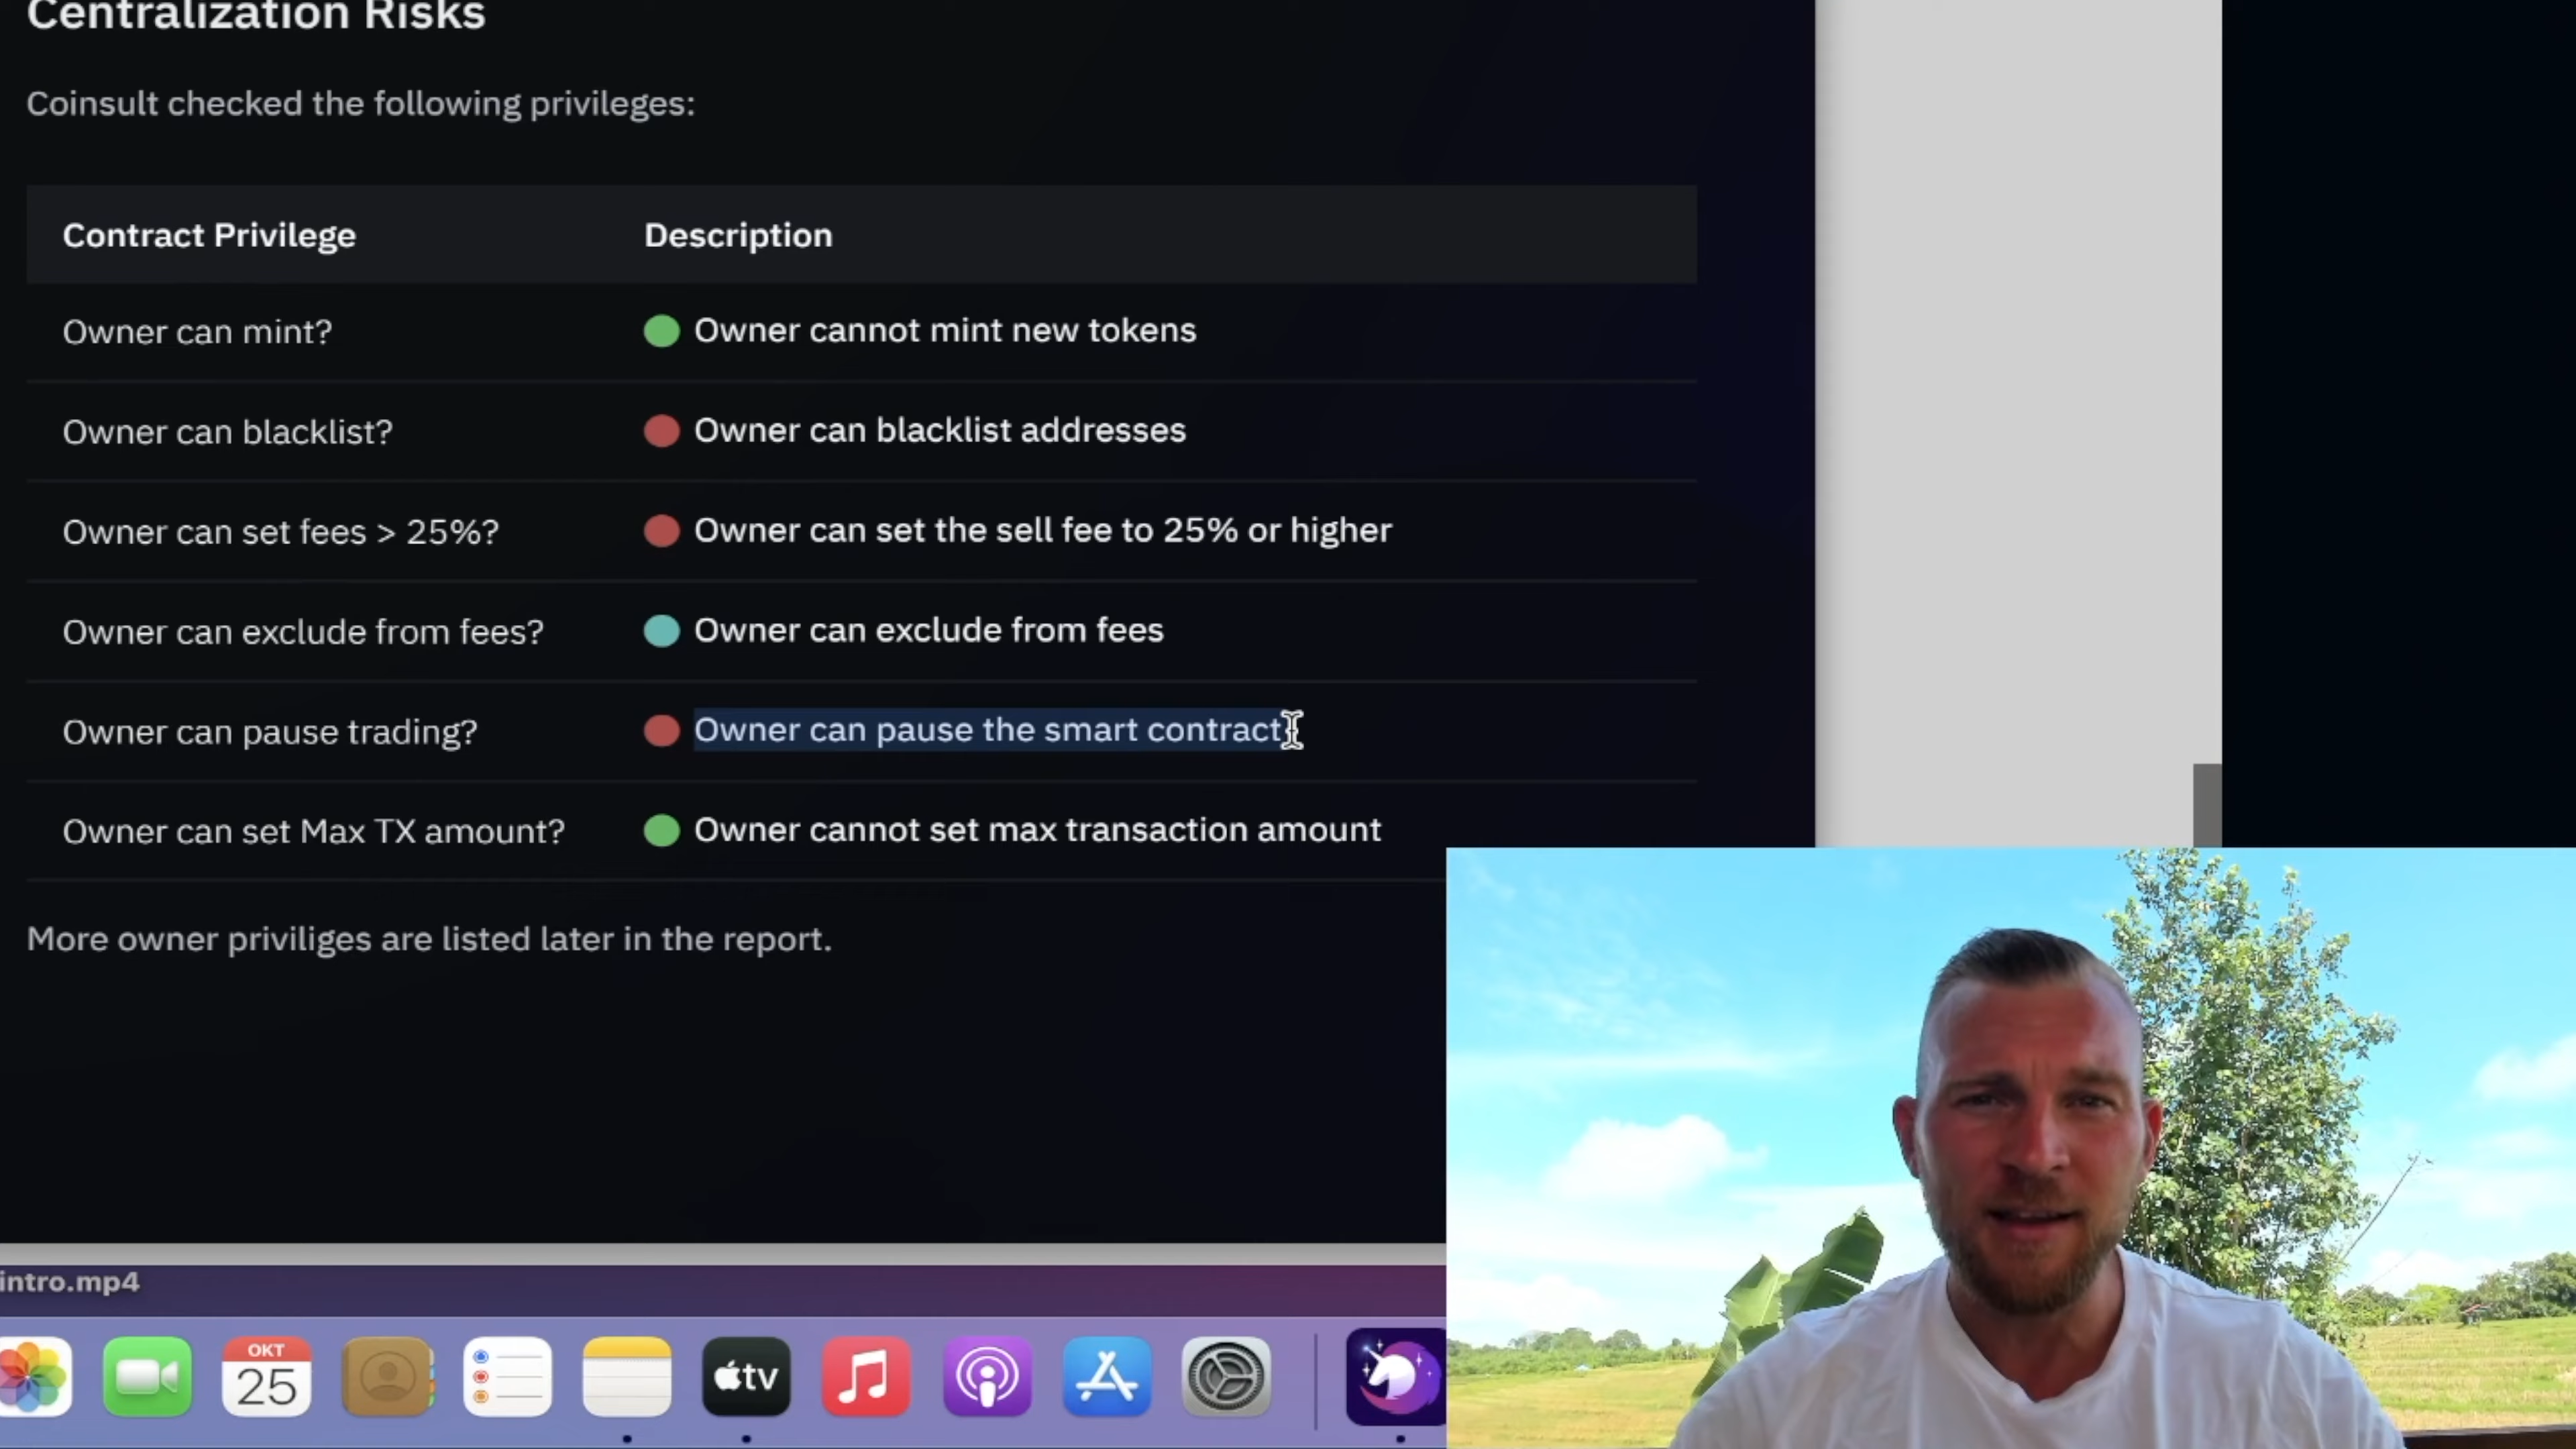 Centralization Risks
Coinsult checked the following privileges:
Contract Privilege Description
Owner can mint? Owner cannot mint new tokens
Owner can blacklist? Owner can blacklist addresses
Owner can set fees > 25%? Owner can set the sell fee to 25% or higher
Owner can exclude from fees? Owner can exclude from fees
Owner can pause trading? Owner can pause the smart contract
Owner can set Max TX amount? Owner cannot set max transaction amount
More owner priviliges are listed later in the report.
intro.mp4
OKT
25
tv